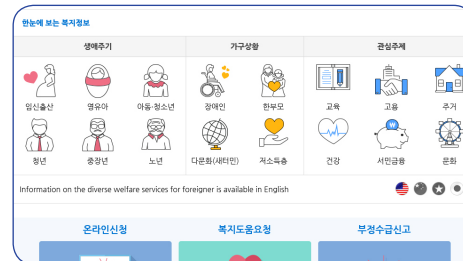 한눈에 보는 복지정보
생애주기 가구상황 관심주제
임신출산 영유아 아동·청소년 장애인 한부모 교육 고용 주거
청년 중장년 노년 다문화(새터민) 저소득층 건강 서민금융 문화
Information on the diverse welfare services for foreigner is available in English
온라인신청 복지도움요청 부정수급신고